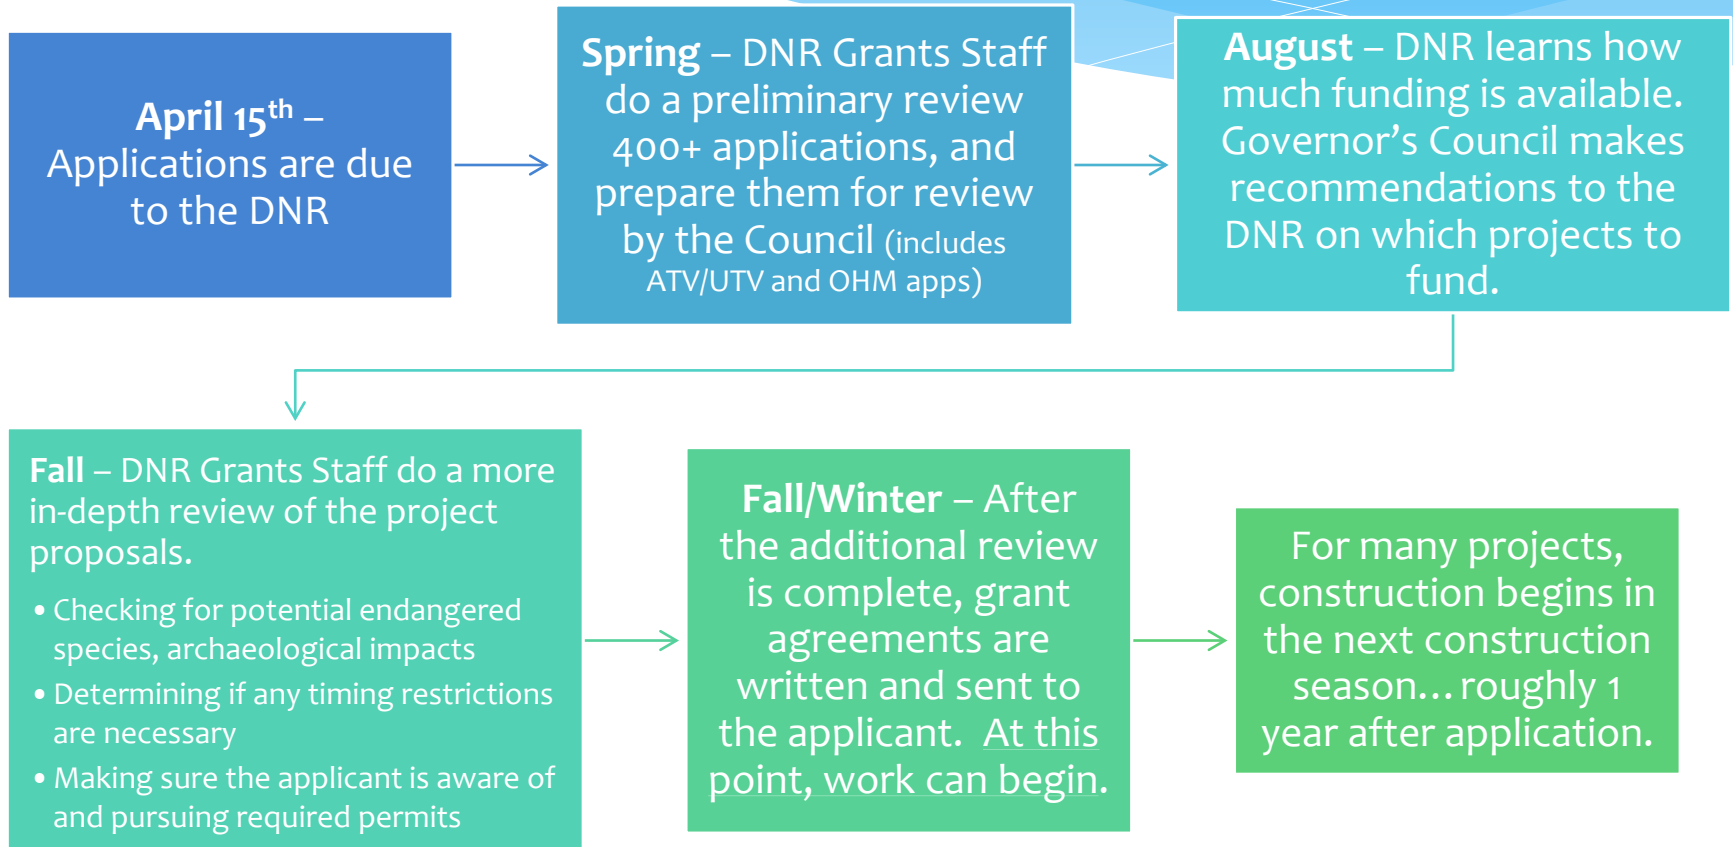 April 15th –
Applications are due
to the DNR
Spring – DNR Grants Staff
do a preliminary review
400+ applications, and
prepare them for review
by the Council (includes
ATV/UTV and OHM apps)
August – DNR learns how
much funding is available.
Governor’s Council makes
recommendations to the
DNR on which projects to
fund.
Fall – DNR Grants Staff do a more
in-depth review of the project
proposals.
• Checking for potential endangered
species, archaeological impacts
• Determining if any timing restrictions
are necessary
• Making sure the applicant is aware of
and pursuing required permits
Fall/Winter – After
the additional review
is complete, grant
agreements are
written and sent to
the applicant. At this
point, work can begin.
For many projects,
construction begins in
the next construction
season…roughly 1
year after application.